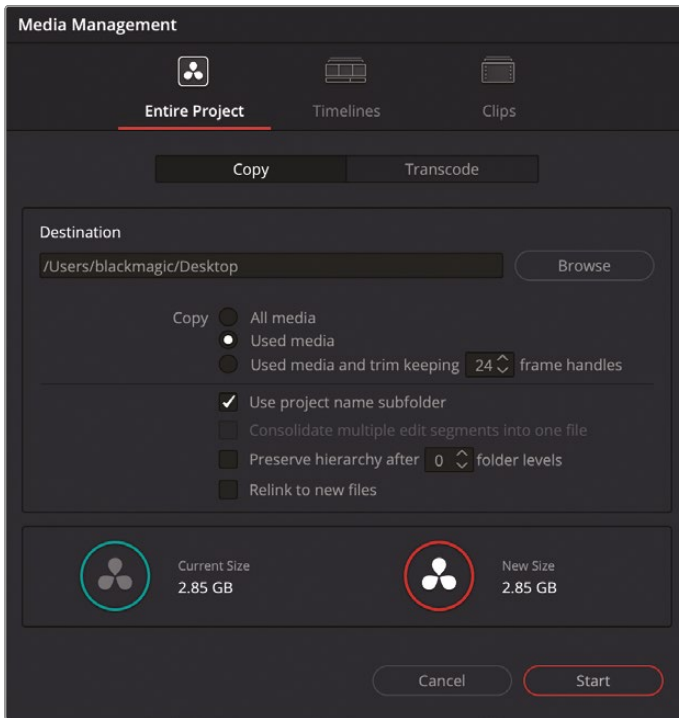 Media Management
Entire Project Timelines Clips
Copy Transcode
Destination
/Users/blackmagic/Desktop Browse
Copy All media
Used media
Used media and trim keeping 24 frame handles
Use project name subfolder
Consolidate multiple edit segments into one file
Preserve hierarchy after 0 folder levels
Relink to new files
Current Size New Size
2.85 GB 2.85 GB
Cancel Start